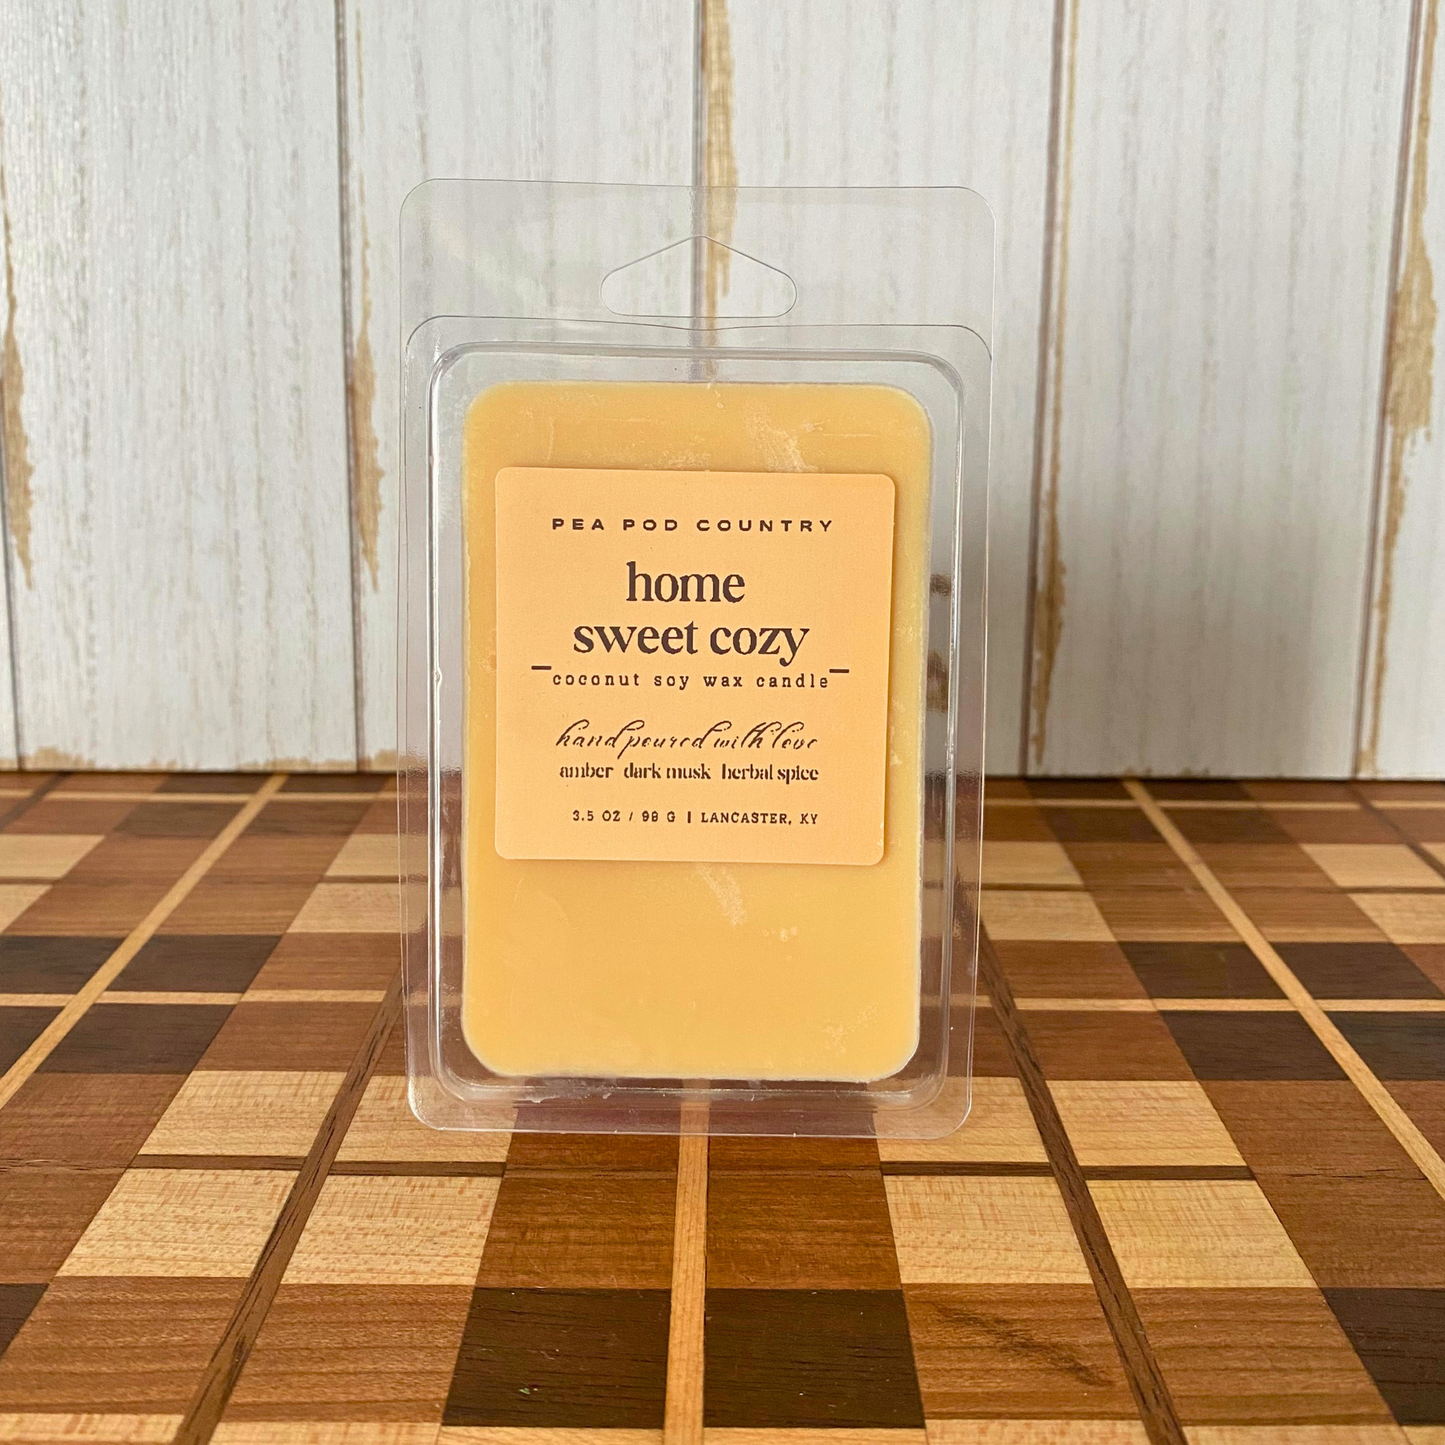 PEA POD COUNTRY
home
sweet cozy
coconut soy wax candle
hand poured with love
amber dark musk herbal spice
3.5 OZ / 98 G | LANCASTER, KY